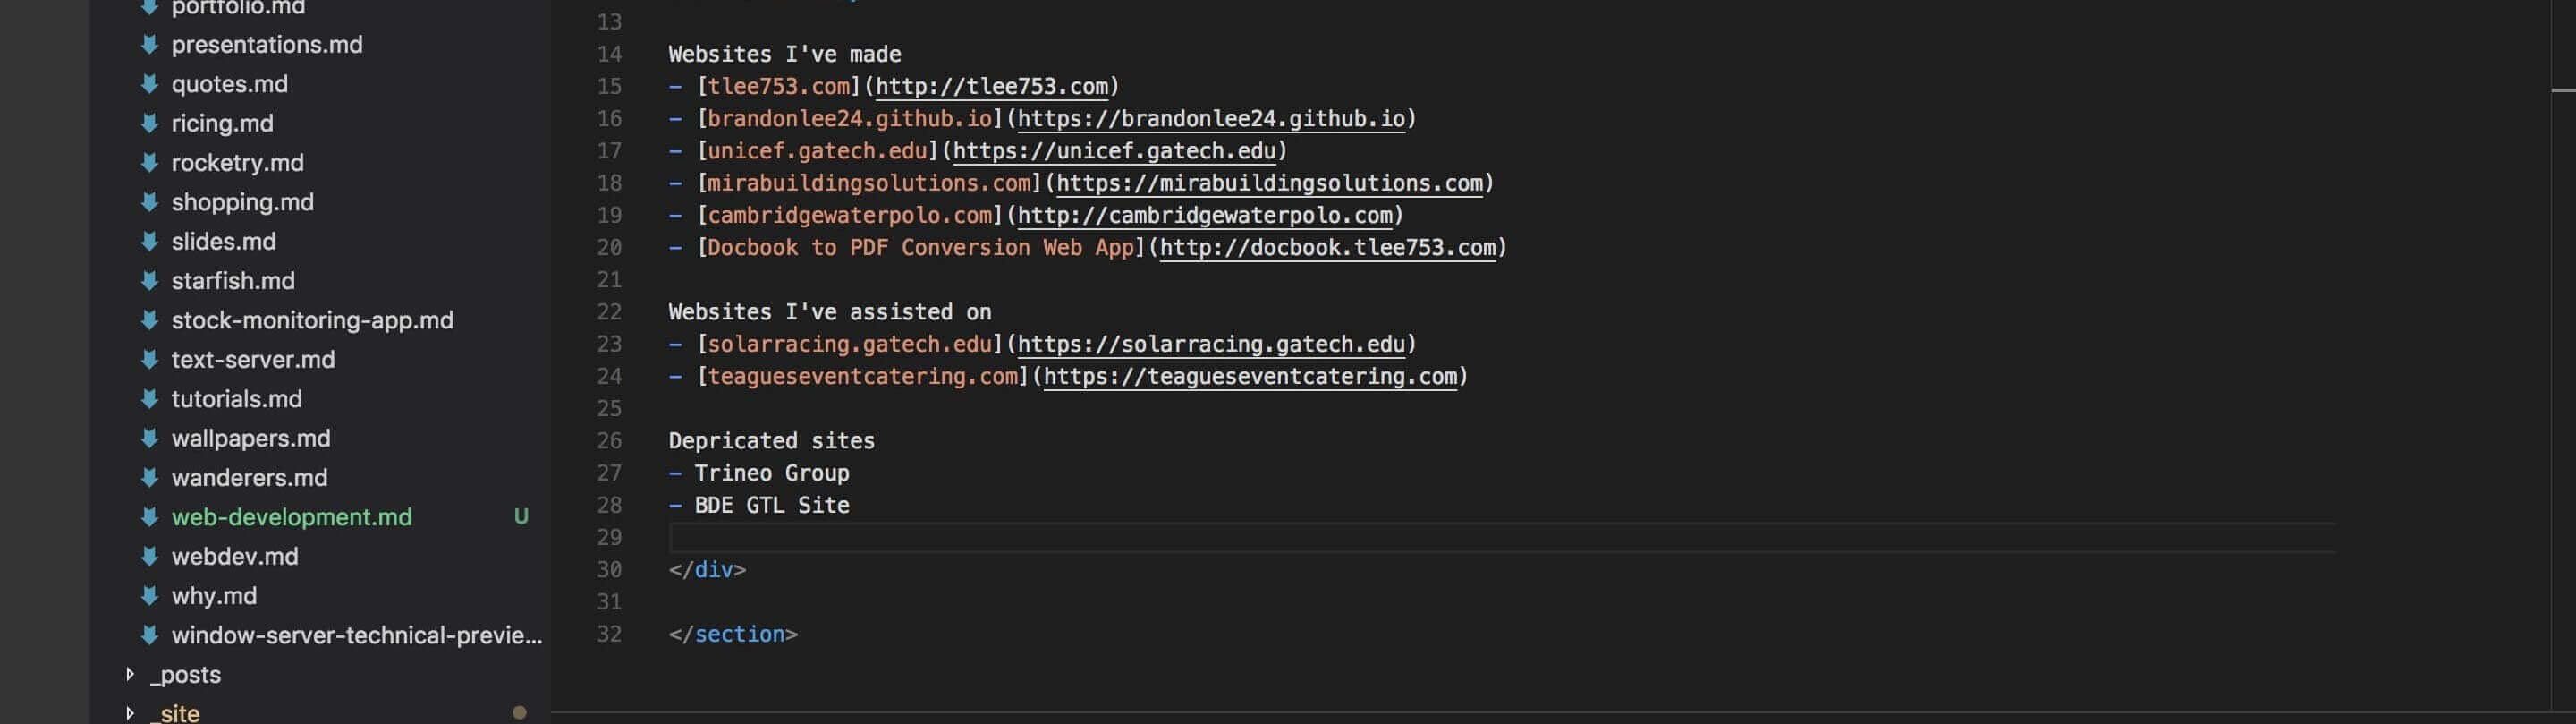 portfolio.md
presentations.md
quotes.md
ricing.md
rocketry.md
shopping.md
slides.md
starfish.md
stock-monitoring-app.md
text-server.md
tutorials.md
wallpapers.md
wanderers.md
web-development.md U
webdev.md
why.md
window-server-technical-previe...
_posts
_site
13
14 Websites I've made
15 - [tlee753.com](http://tlee753.com)
16 - [brandonlee24.github.io](https://brandonlee24.github.io)
17 - [unicef.gatech.edu](https://unicef.gatech.edu)
18 - [mirabuildingsolutions.com](https://mirabuildingsolutions.com)
19 - [cambridgewaterpolo.com](http://cambridgewaterpolo.com)
20 - [Docbook to PDF Conversion Web App](http://docbook.tlee753.com)
21
22 Websites I've assisted on
23 - [solarracing.gatech.edu](https://solarracing.gatech.edu)
24 - [teagueseventcatering.com](https://teagueseventcatering.com)
25
26 Depricated sites
27 - Trineo Group
28 - BDE GTL Site
29
30 </div>
31
32 </section>